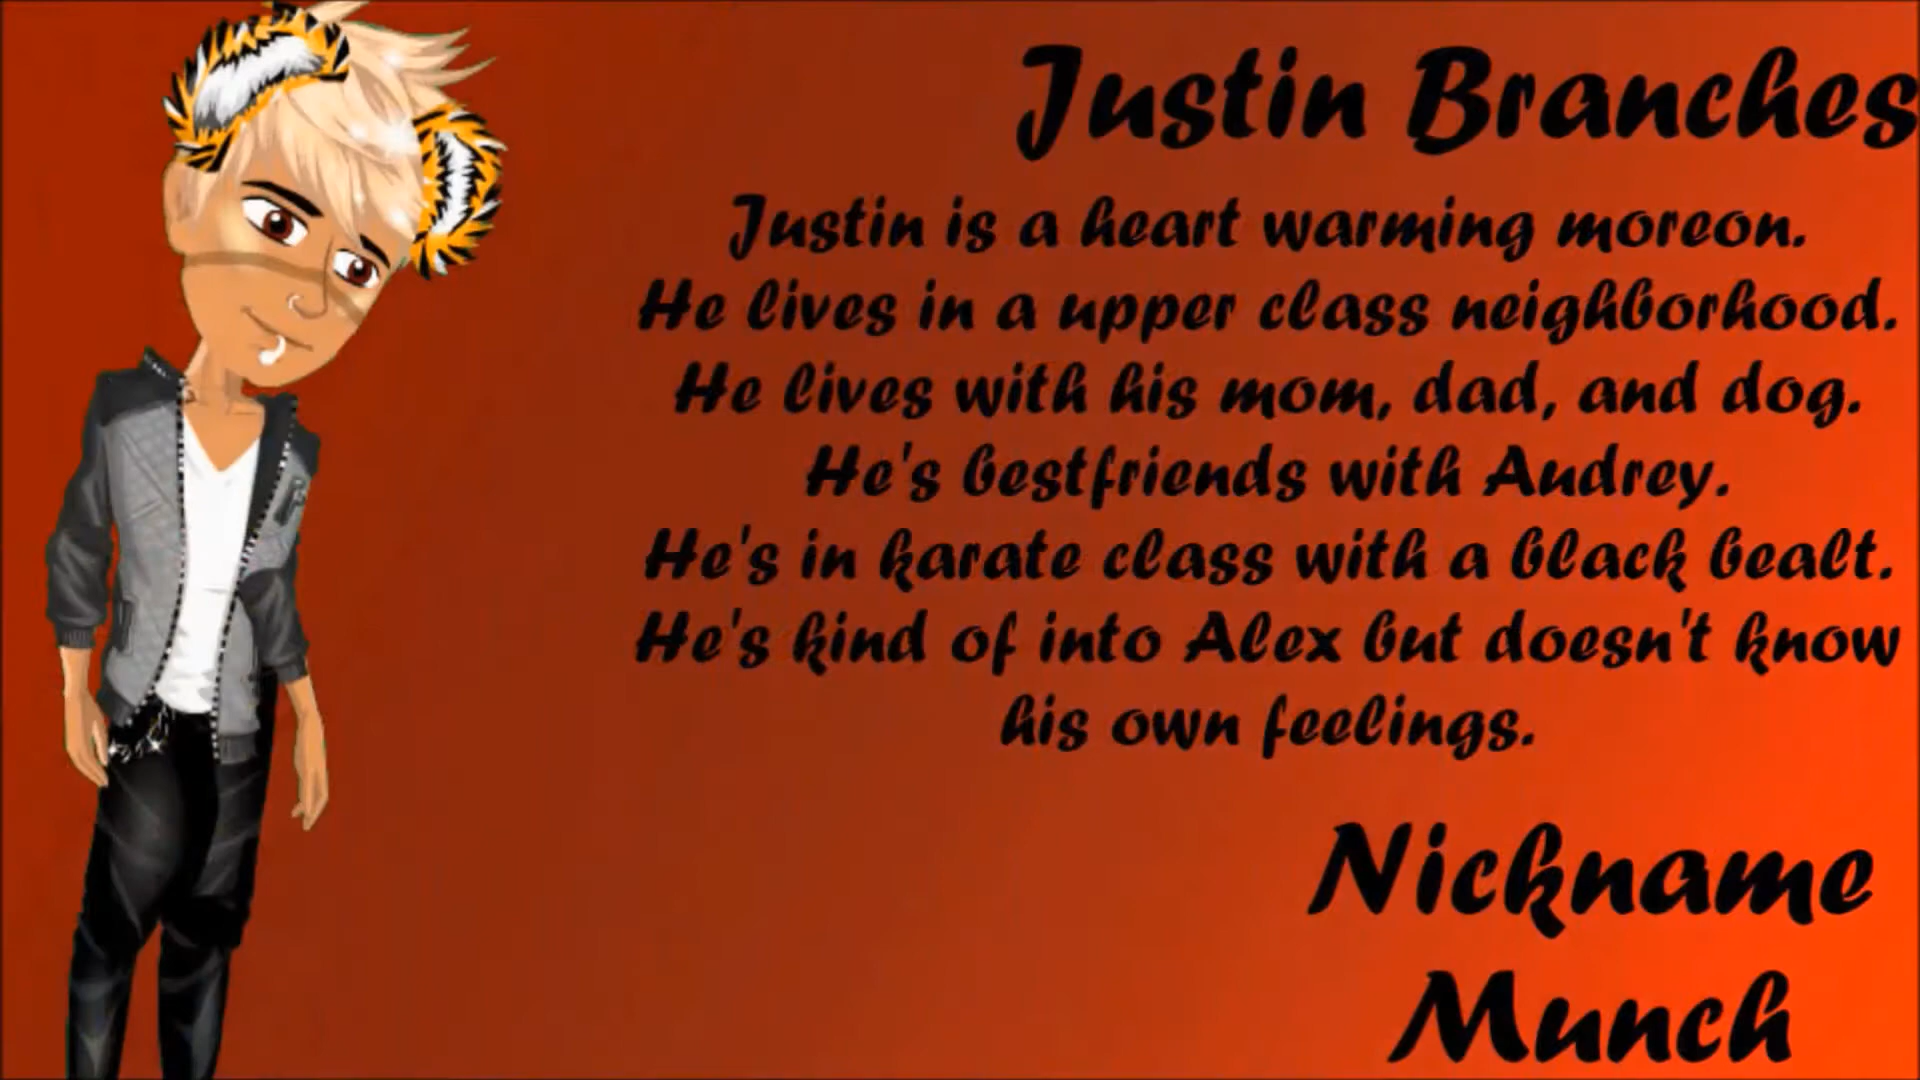 Justin Branches
Justin is a heart warming moreon.
He lives in a upper class neighborhood.
He lives with his mom, dad, and dog.
He's bestfriends with Audrey.
He's in karate class with a black bealt.
He's kind of into Alex but doesn't know
his own feelings.
Nickname
Munch